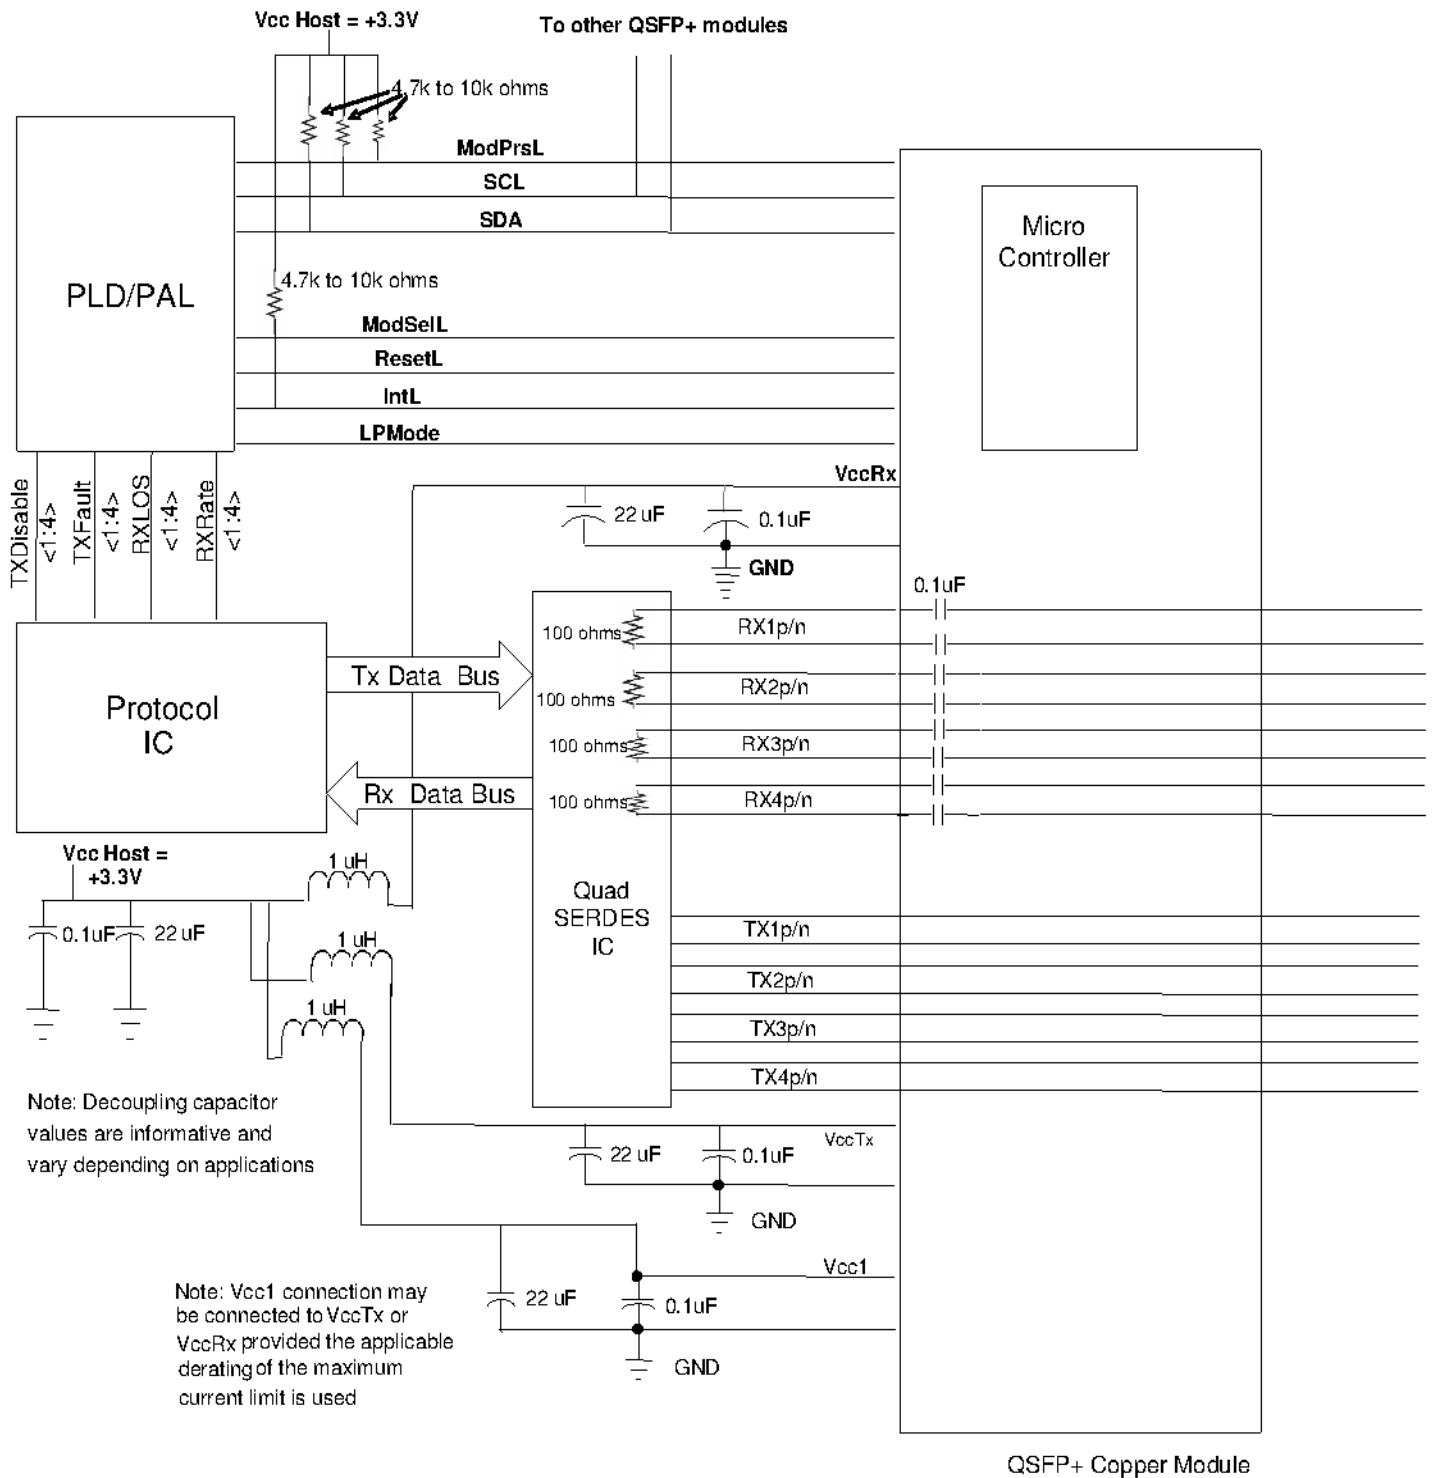 Vcc Host = +3.3V
To other QSFP+ modules
4.7k to 10k ohms
ModPrsL
SCL
SDA
Micro
Controller
PLD/PAL
4.7k to 10k ohms
ModSelL
ResetL
IntL
LPMode
VccRx
TXDisable
<1:4>
TXFault
<1:4>
RXLOS
<1:4>
RXRate
<1:4>
22 uF
0.1uF
GND
0.1uF
100 ohms
RX1p/n
Tx Data Bus
100 ohms
RX2p/n
Protocol
IC
100 ohms
RX3p/n
Rx Data Bus
100 ohms
RX4p/n
Vcc Host =
+3.3V
1 uH
Quad
SERDES
IC
0.1uF
22 uF
1 uH
TX1p/n
TX2p/n
1 uH
TX3p/n
TX4p/n
Note: Decoupling capacitor
values are informative and
vary depending on applications
VccTx
22 uF
0.1uF
GND
Vcc1
Note: Vcc1 connection may
be connected to VccTx or
VccRx provided the applicable
derating of the maximum
current limit is used
22 uF
0.1uF
GND
QSFP+ Copper Module